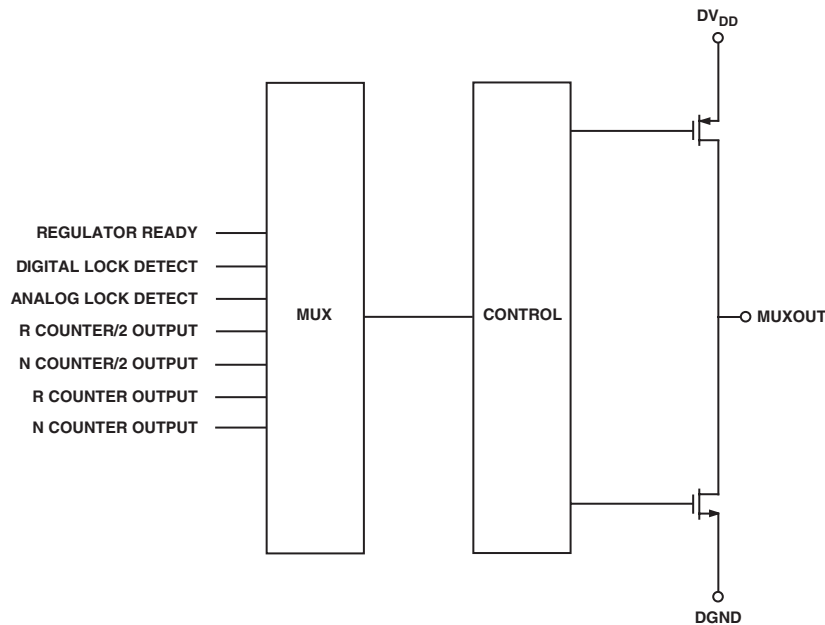 DVDD
REGULATOR READY
DIGITAL LOCK DETECT
ANALOG LOCK DETECT
R COUNTER/2 OUTPUT
N COUNTER/2 OUTPUT
R COUNTER OUTPUT
N COUNTER OUTPUT
MUX
CONTROL
MUXOUT
DGND